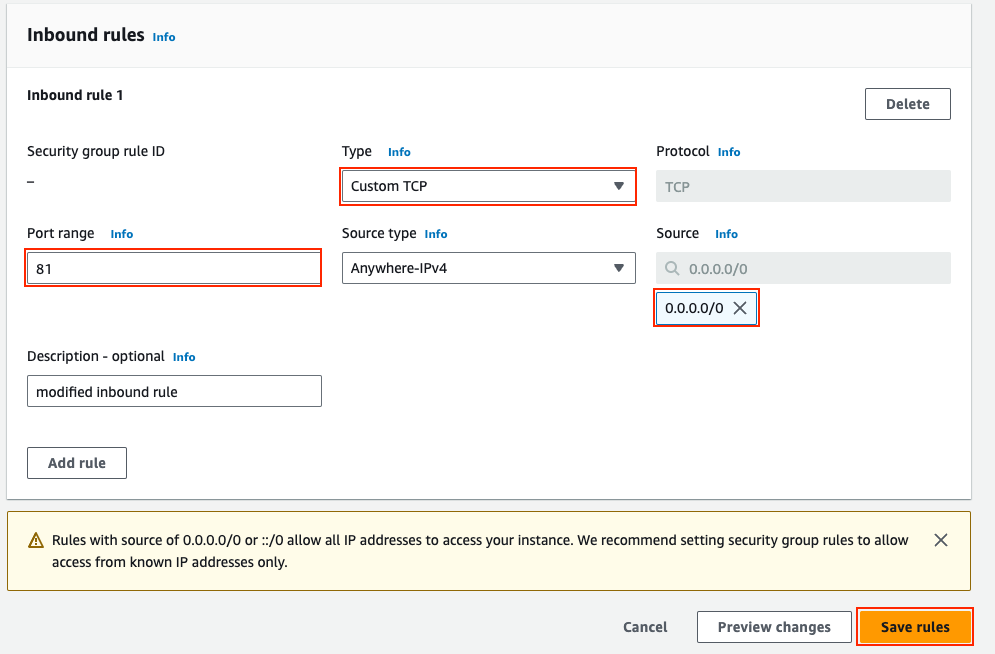 Inbound rules Info
Inbound rule 1
Delete
Security group rule ID
–
Type Info
Custom TCP
Protocol Info
TCP
Port range Info
81
Source type Info
Anywhere-IPv4
Source Info
0.0.0.0/0
0.0.0.0/0
Description - optional Info
modified inbound rule
Add rule
Rules with source of 0.0.0.0/0 or ::/0 allow all IP addresses to access your instance. We recommend setting security group rules to allow
access from known IP addresses only.
Cancel
Preview changes
Save rules